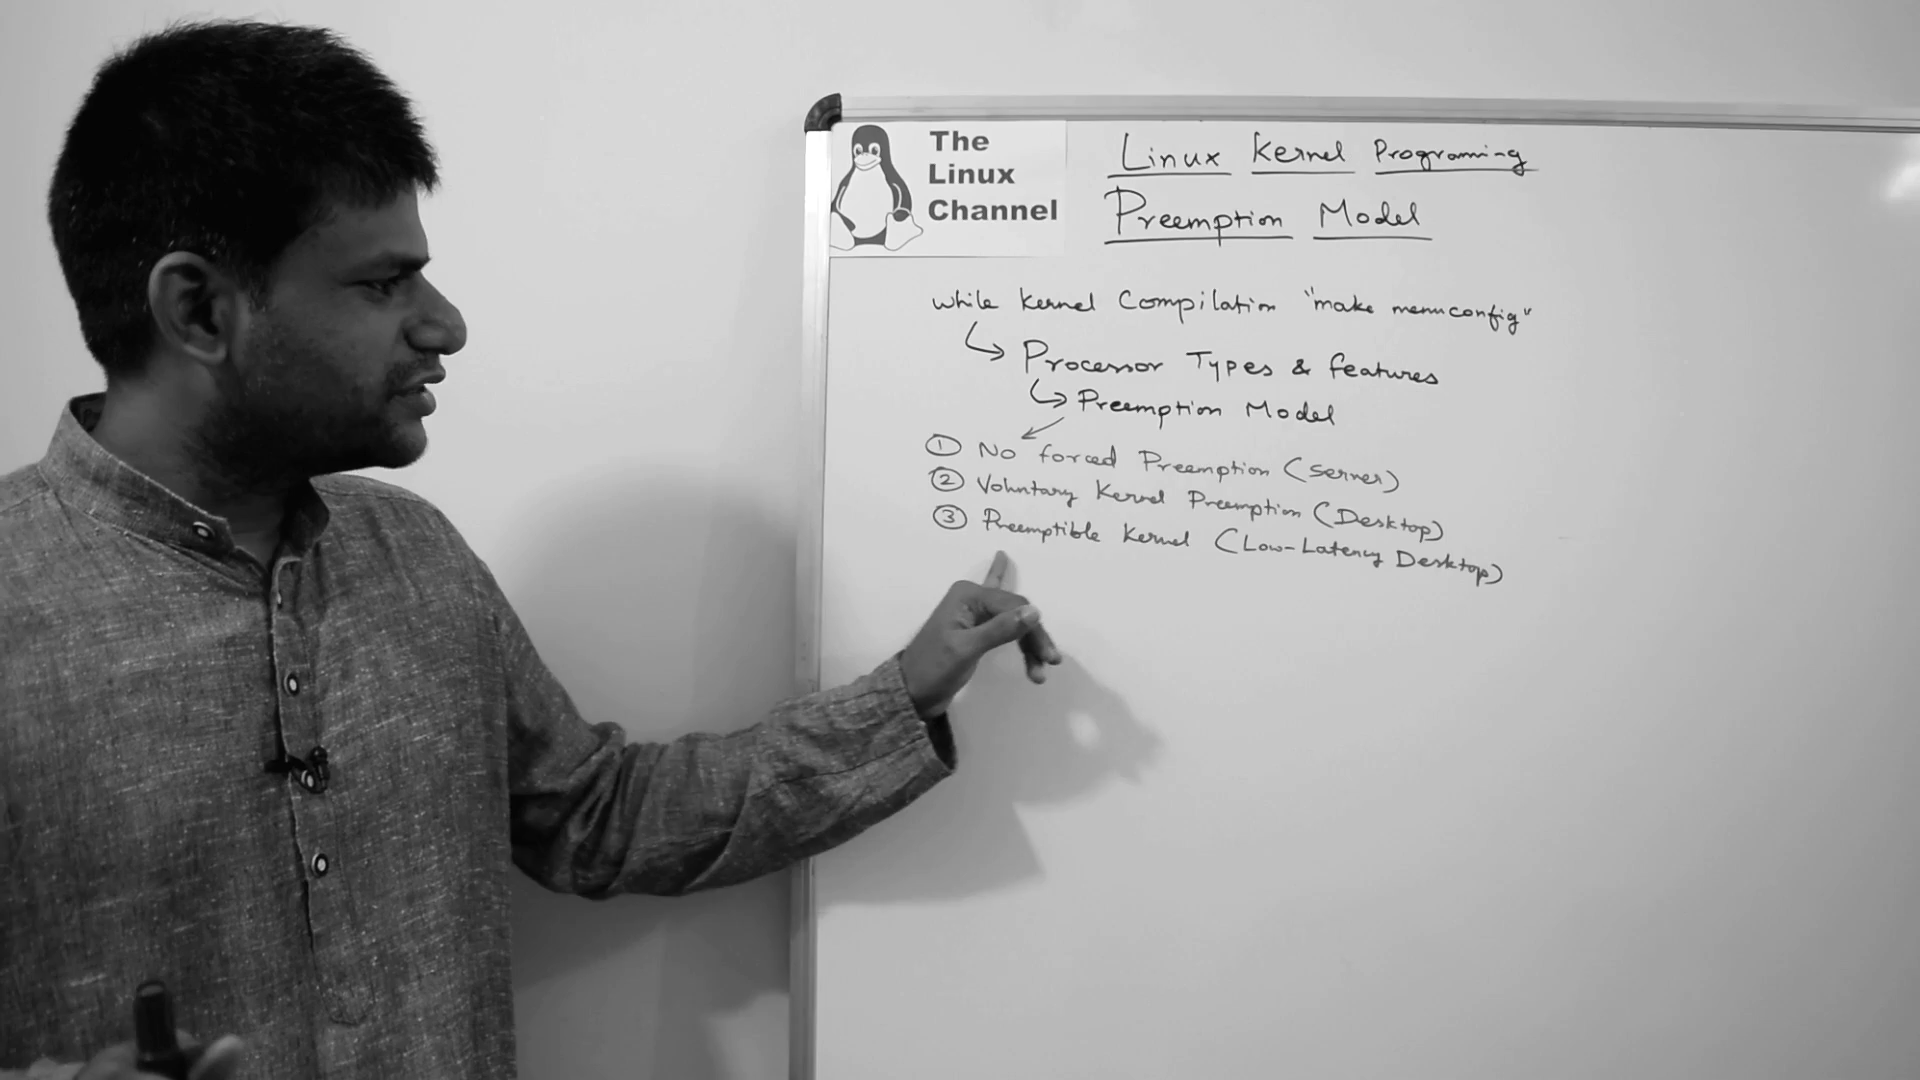 The
Linux
Channel
Linux Kernel Programing
Preemption Model
while Kernel Compilation "make menuconfig"
↳ Processor Types & features
↳ Preemption Model
① No forced Preemption (Server)
② Voluntary Kernel Preemption (Desktop)
③ Preemptible Kernel (Low-Latency Desktop)